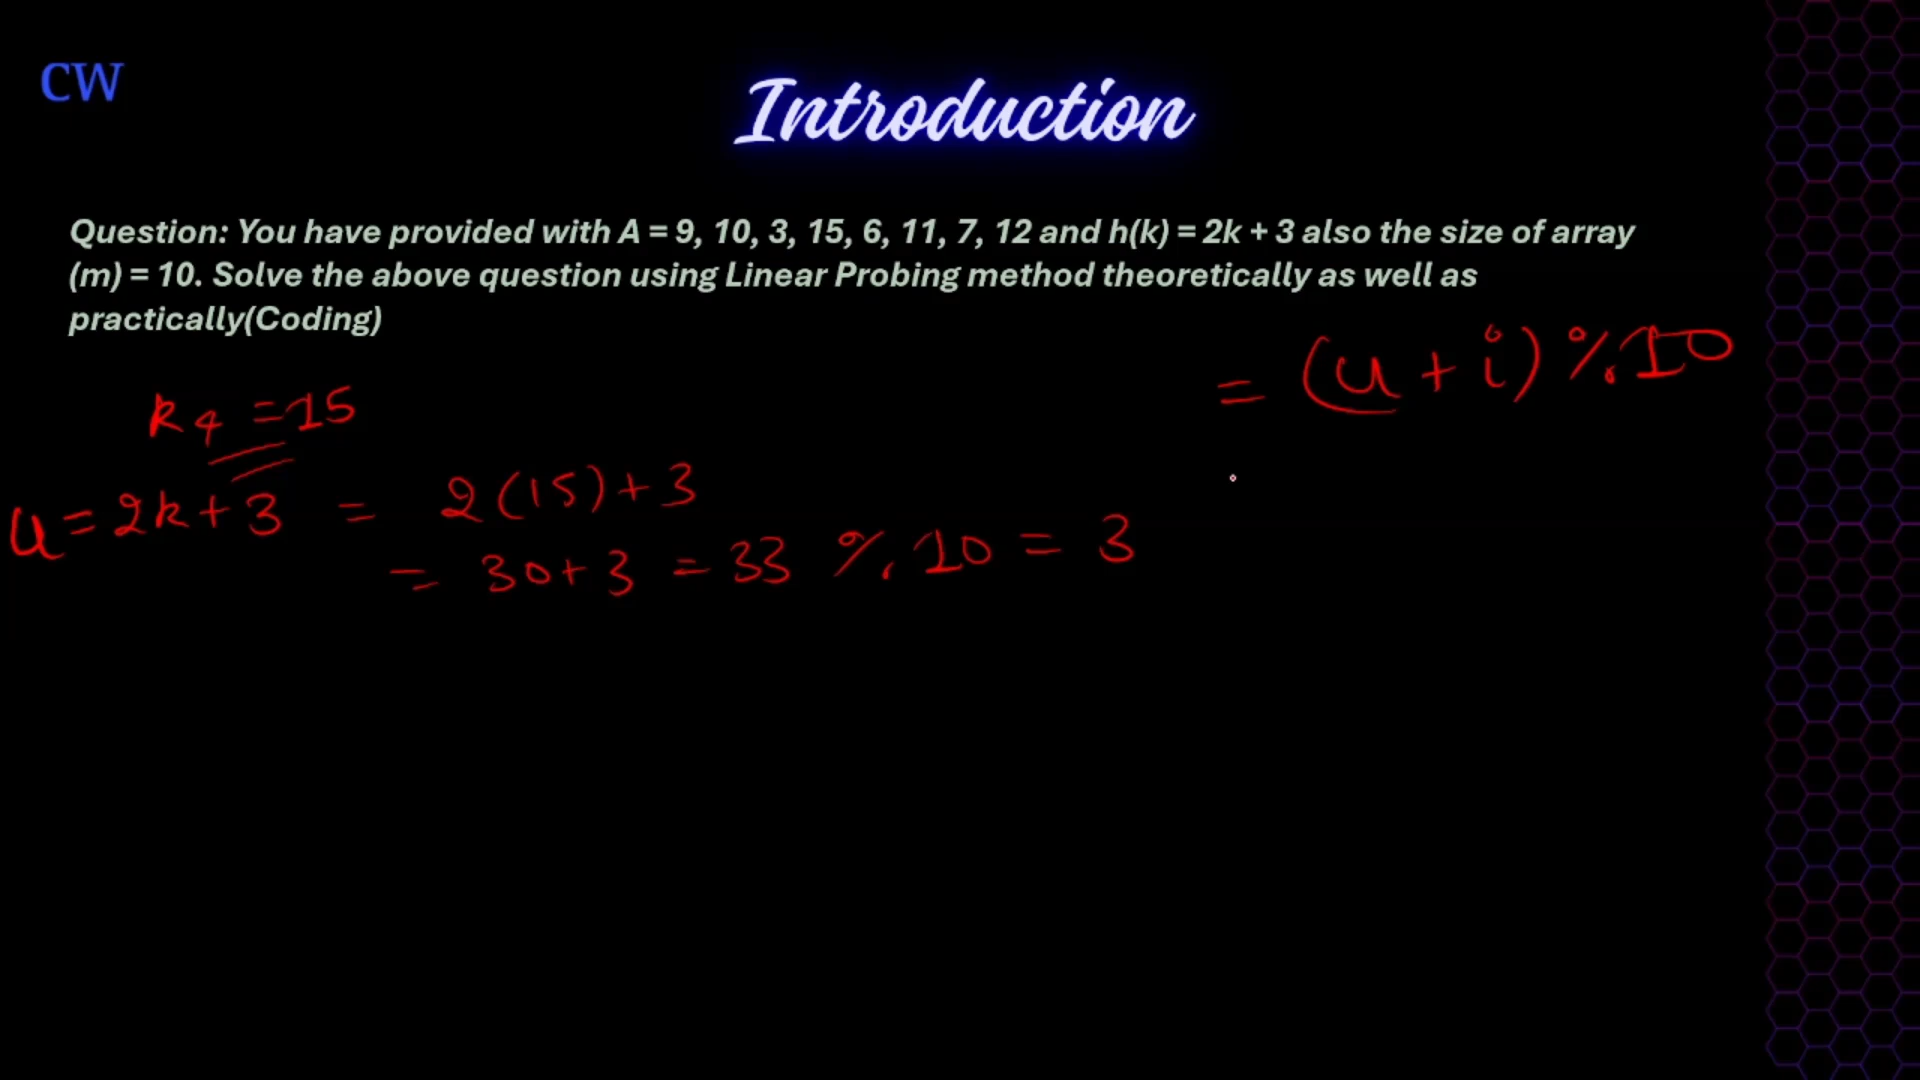 CW
Introduction
Question: You have provided with A = 9, 10, 3, 15, 6, 11, 7, 12 and h(k) = 2k + 3 also the size of array
(m) = 10. Solve the above question using Linear Probing method theoretically as well as
practically(Coding)
= (u + i) % 10
k4 = 15
u = 2k + 3 = 2(15) + 3
= 30 + 3 = 33 % 10 = 3